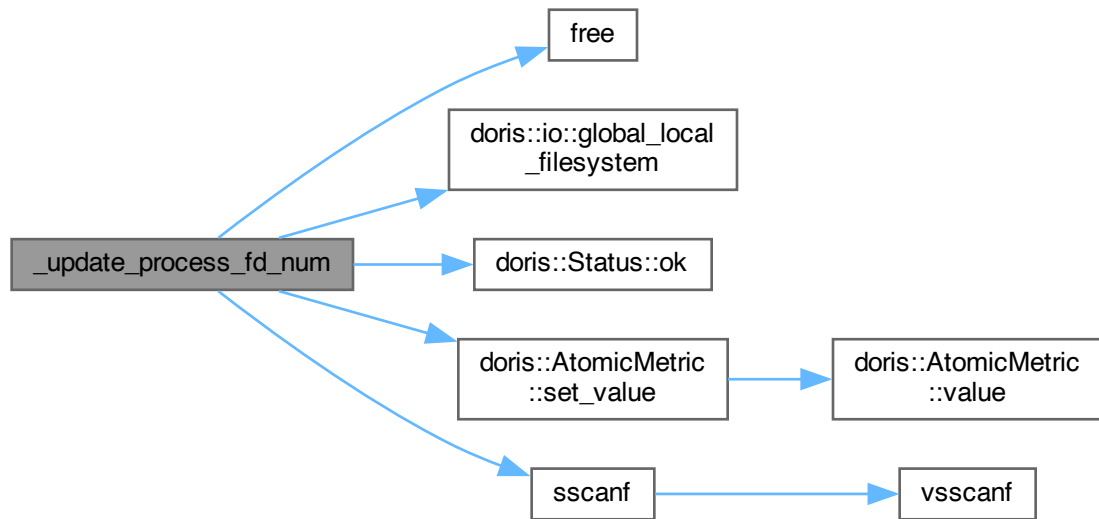 free
doris::io::global_local
_filesystem
_update_process_fd_num
doris::Status::ok
doris::AtomicMetric
::set_value
doris::AtomicMetric
::value
sscanf
vsscanf